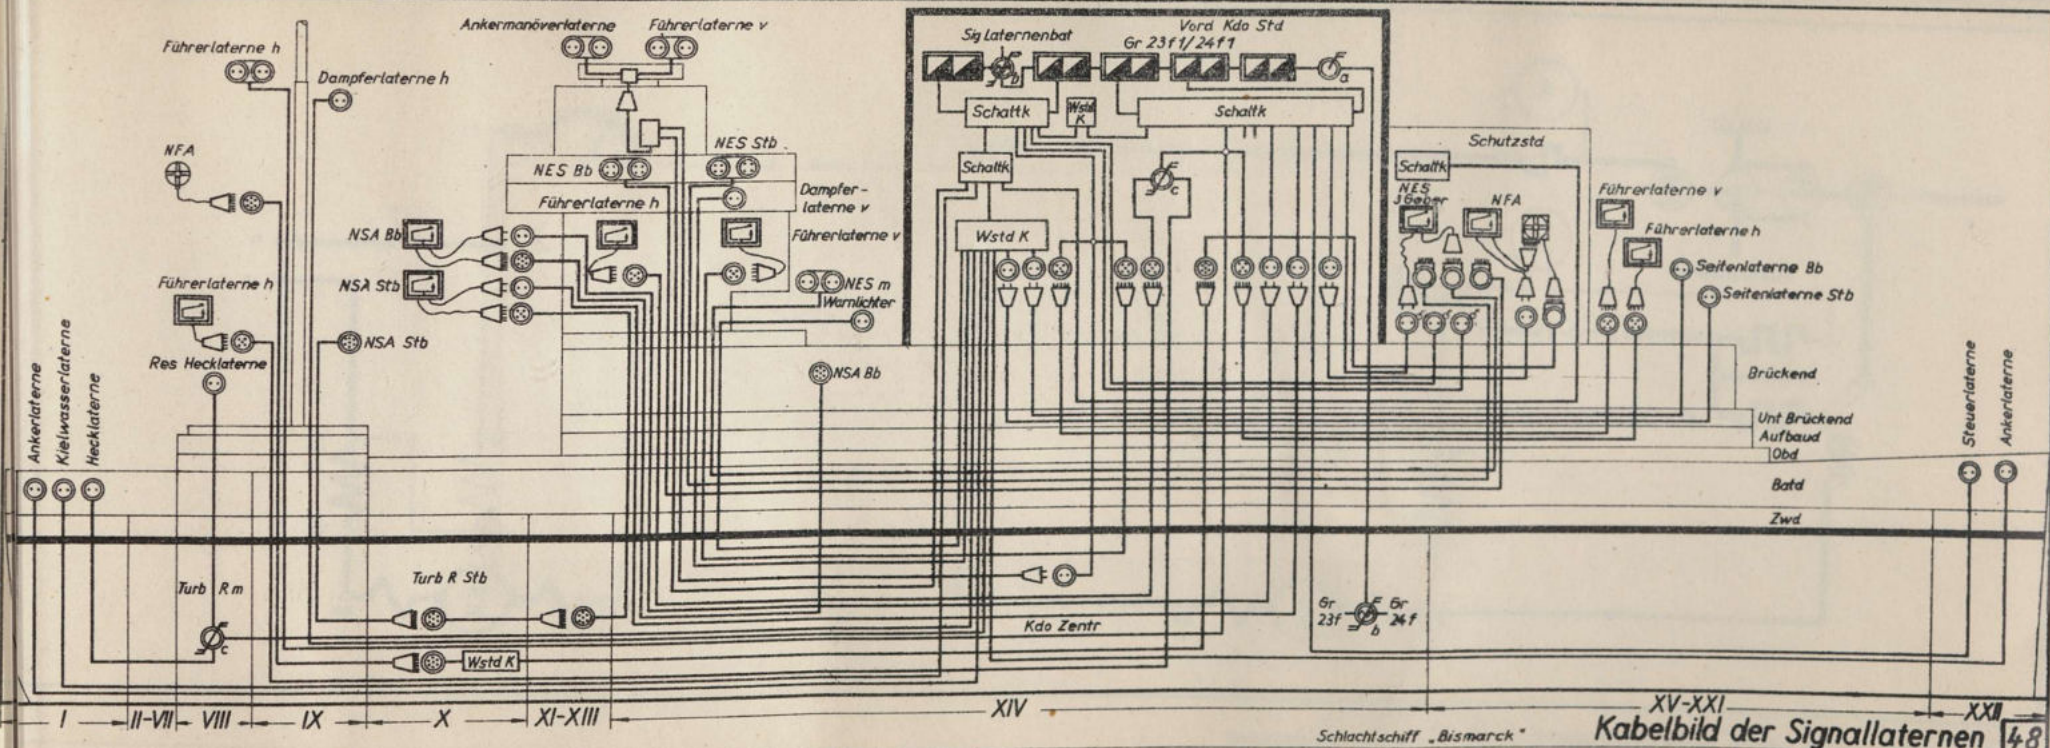 Ankermanöverlaterne
Führerlaterne v
Führerlaterne h
Dampferlaterne h
Sig Laternenbat
Vord Kdo Std
Gr 23f1/24f1
b
a
Schaltk
Wstd
K
Schaltk
Schutzstd
NFA
NES Stb
NES Bb
Schaltk
c
Schaltk
NES
NFA
Führerlaterne v
Dampfer-
laterne v
Führerlaterne h
NSA Bb
Führerlaterne v
Wstd K
Führerlaterne h
Führerlaterne h
NSA Stb
NES m
Warnlichter
Seitenlaterne Bb
Seitenlaterne Stb
NSA Stb
Res Hecklaterne
NSA Bb
Brückend
Ankerlaterne
Kielwasserlaterne
Hecklaterne
Steuerlaterne
Ankerlaterne
Unt Brückend
Aufbaud
Obd
Batd
Zwd
Turb R m
Turb R Stb
c
Kdo Zentr
Gr
23f
b
Gr
24f
Wstd K
I
II-VII
VIII
IX
X
XI-XIII
XIV
XV-XXI
XXII
Schlachtschiff „Bismarck"
Kabelbild der Signallaternen
48